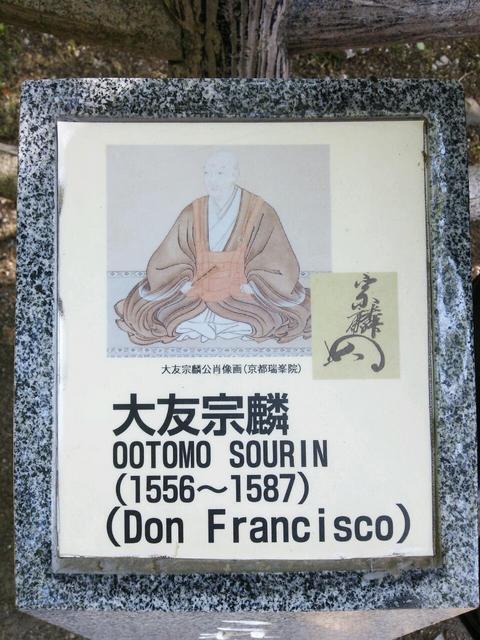 宗麟
大友宗麟公肖像画(京都瑞峯院)
大友宗麟
OOTOMO SOURIN
(1556～1587)
(Don Francisco)